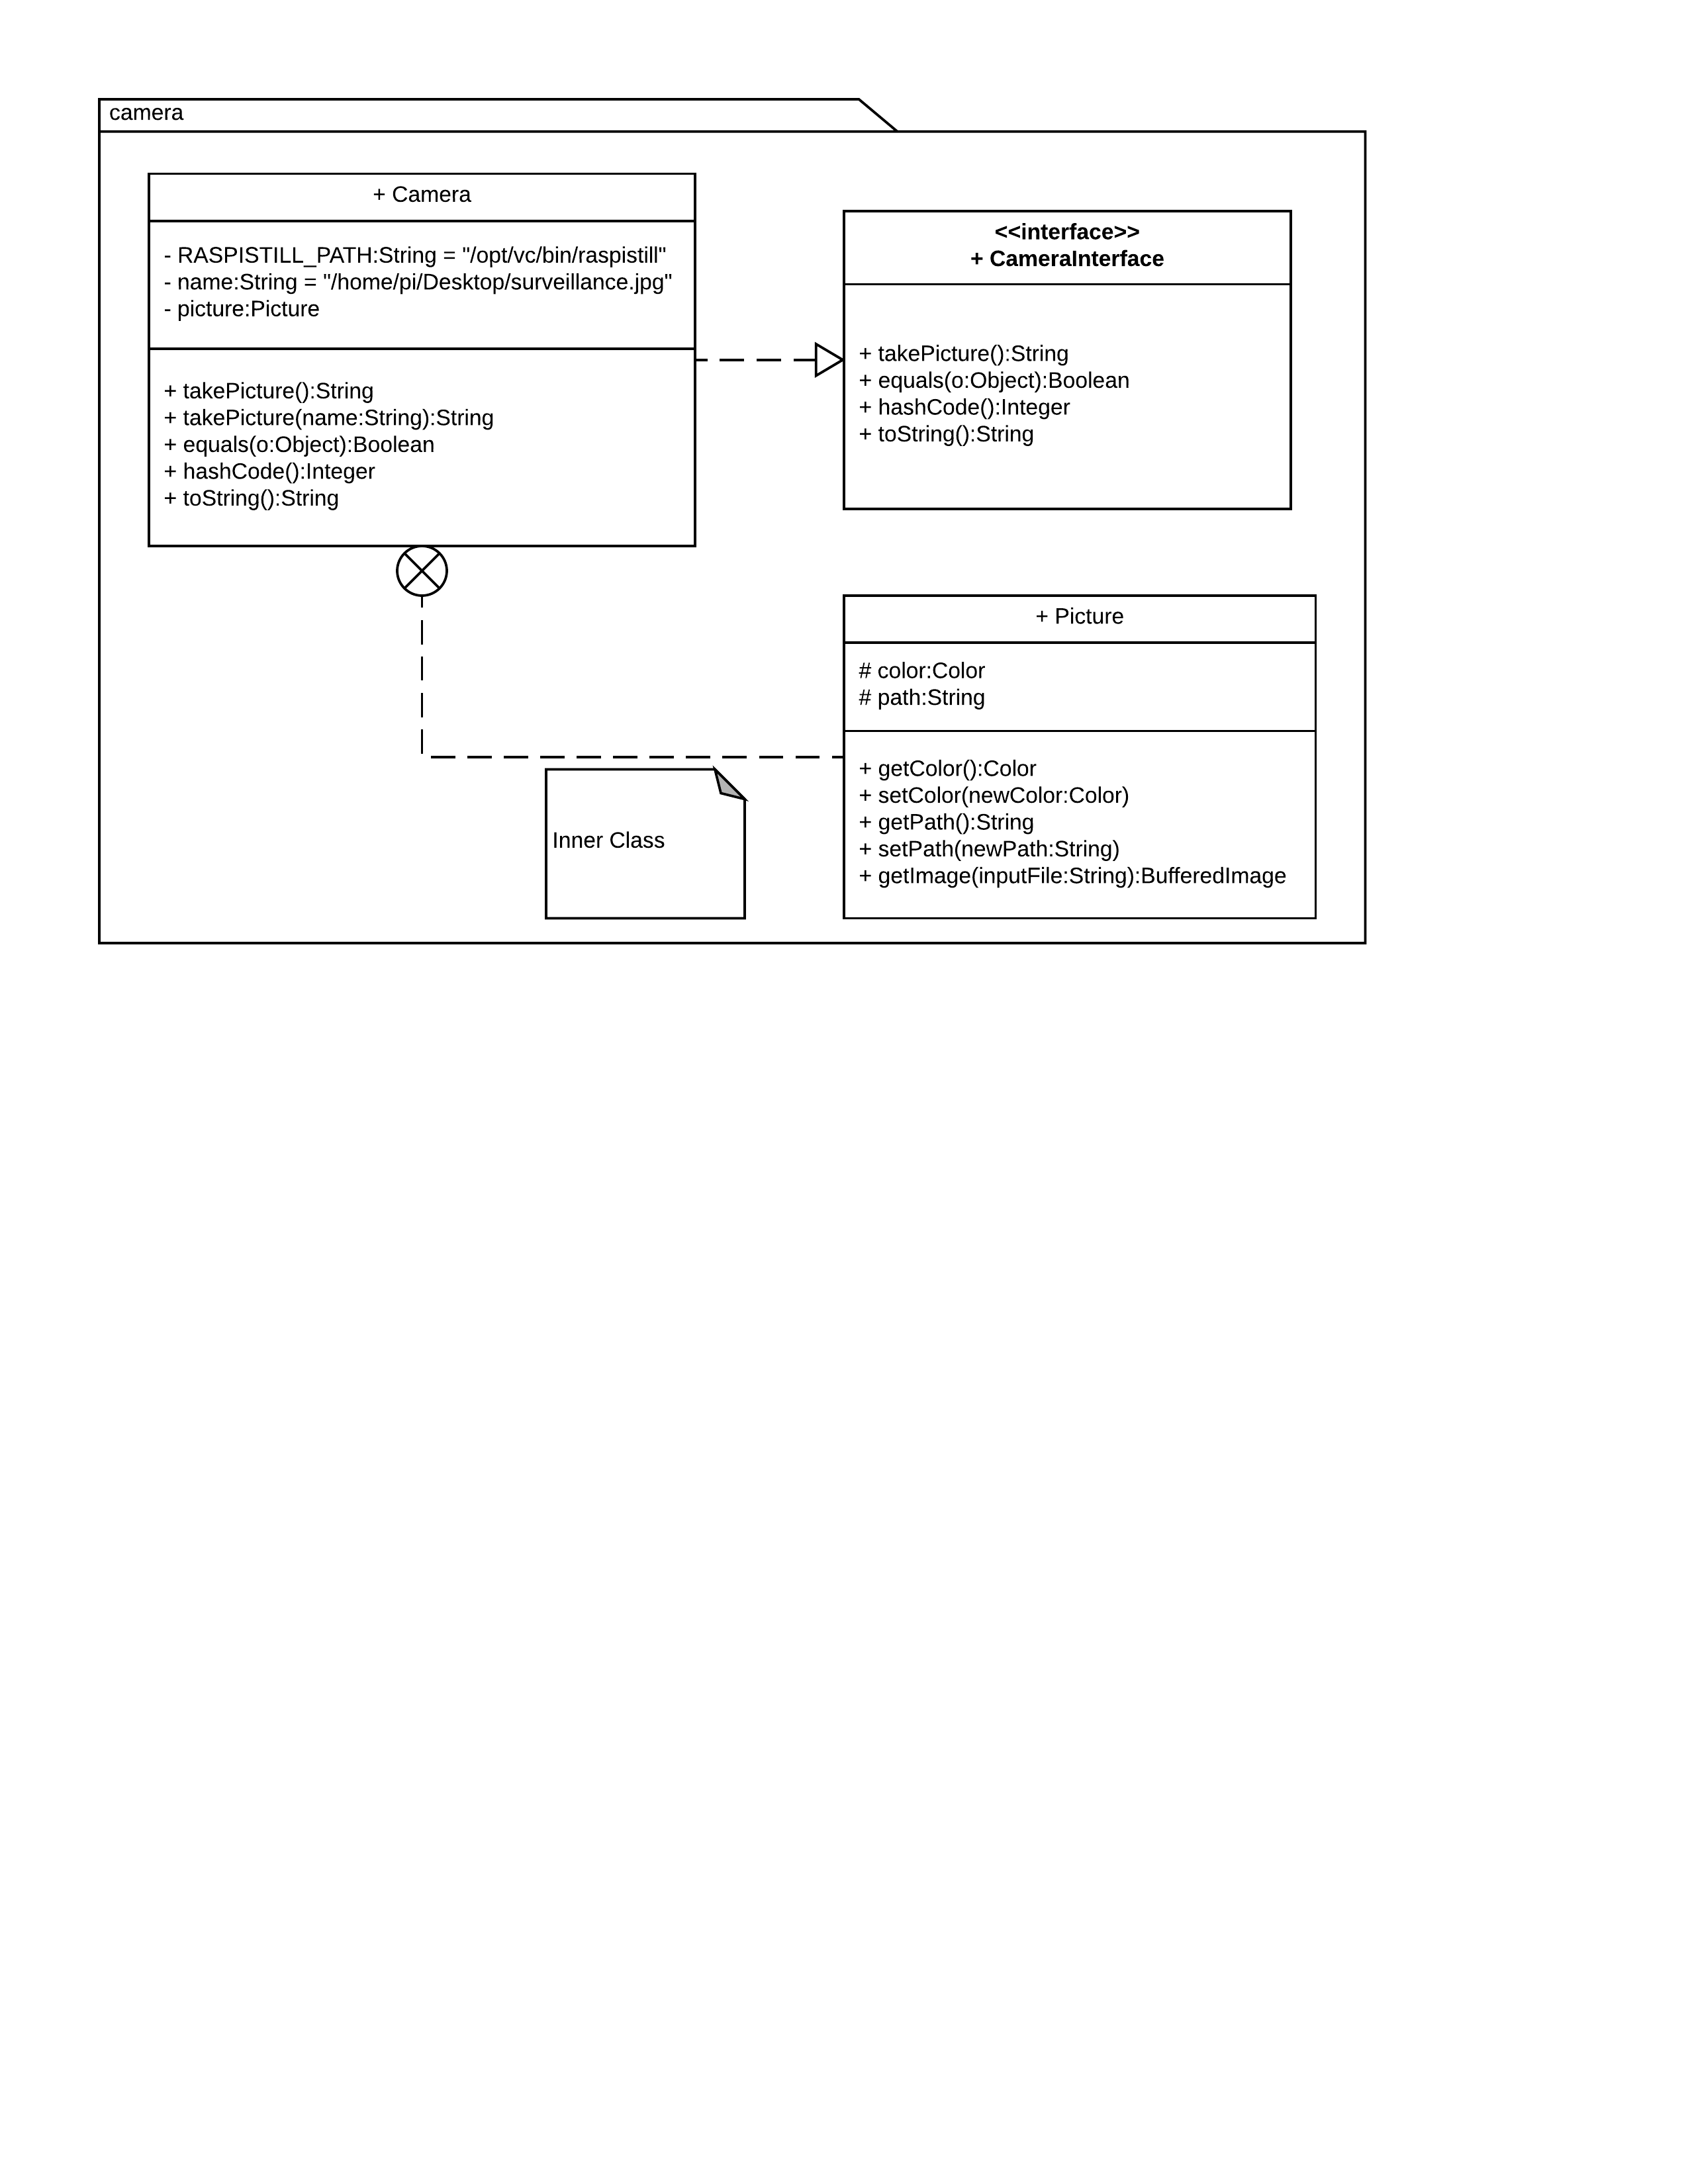 camera
+ Camera
- RASPISTILL_PATH:String = "/opt/vc/bin/raspistill"
- name:String = "/home/pi/Desktop/surveillance.jpg"
- picture:Picture
+ takePicture():String
+ takePicture(name:String):String
+ equals(o:Object):Boolean
+ hashCode():Integer
+ toString():String
<<interface>>
+ CameraInterface
+ takePicture():String
+ equals(o:Object):Boolean
+ hashCode():Integer
+ toString():String
+ Picture
# color:Color
# path:String
+ getColor():Color
+ setColor(newColor:Color)
+ getPath():String
+ setPath(newPath:String)
+ getImage(inputFile:String):BufferedImage
Inner Class